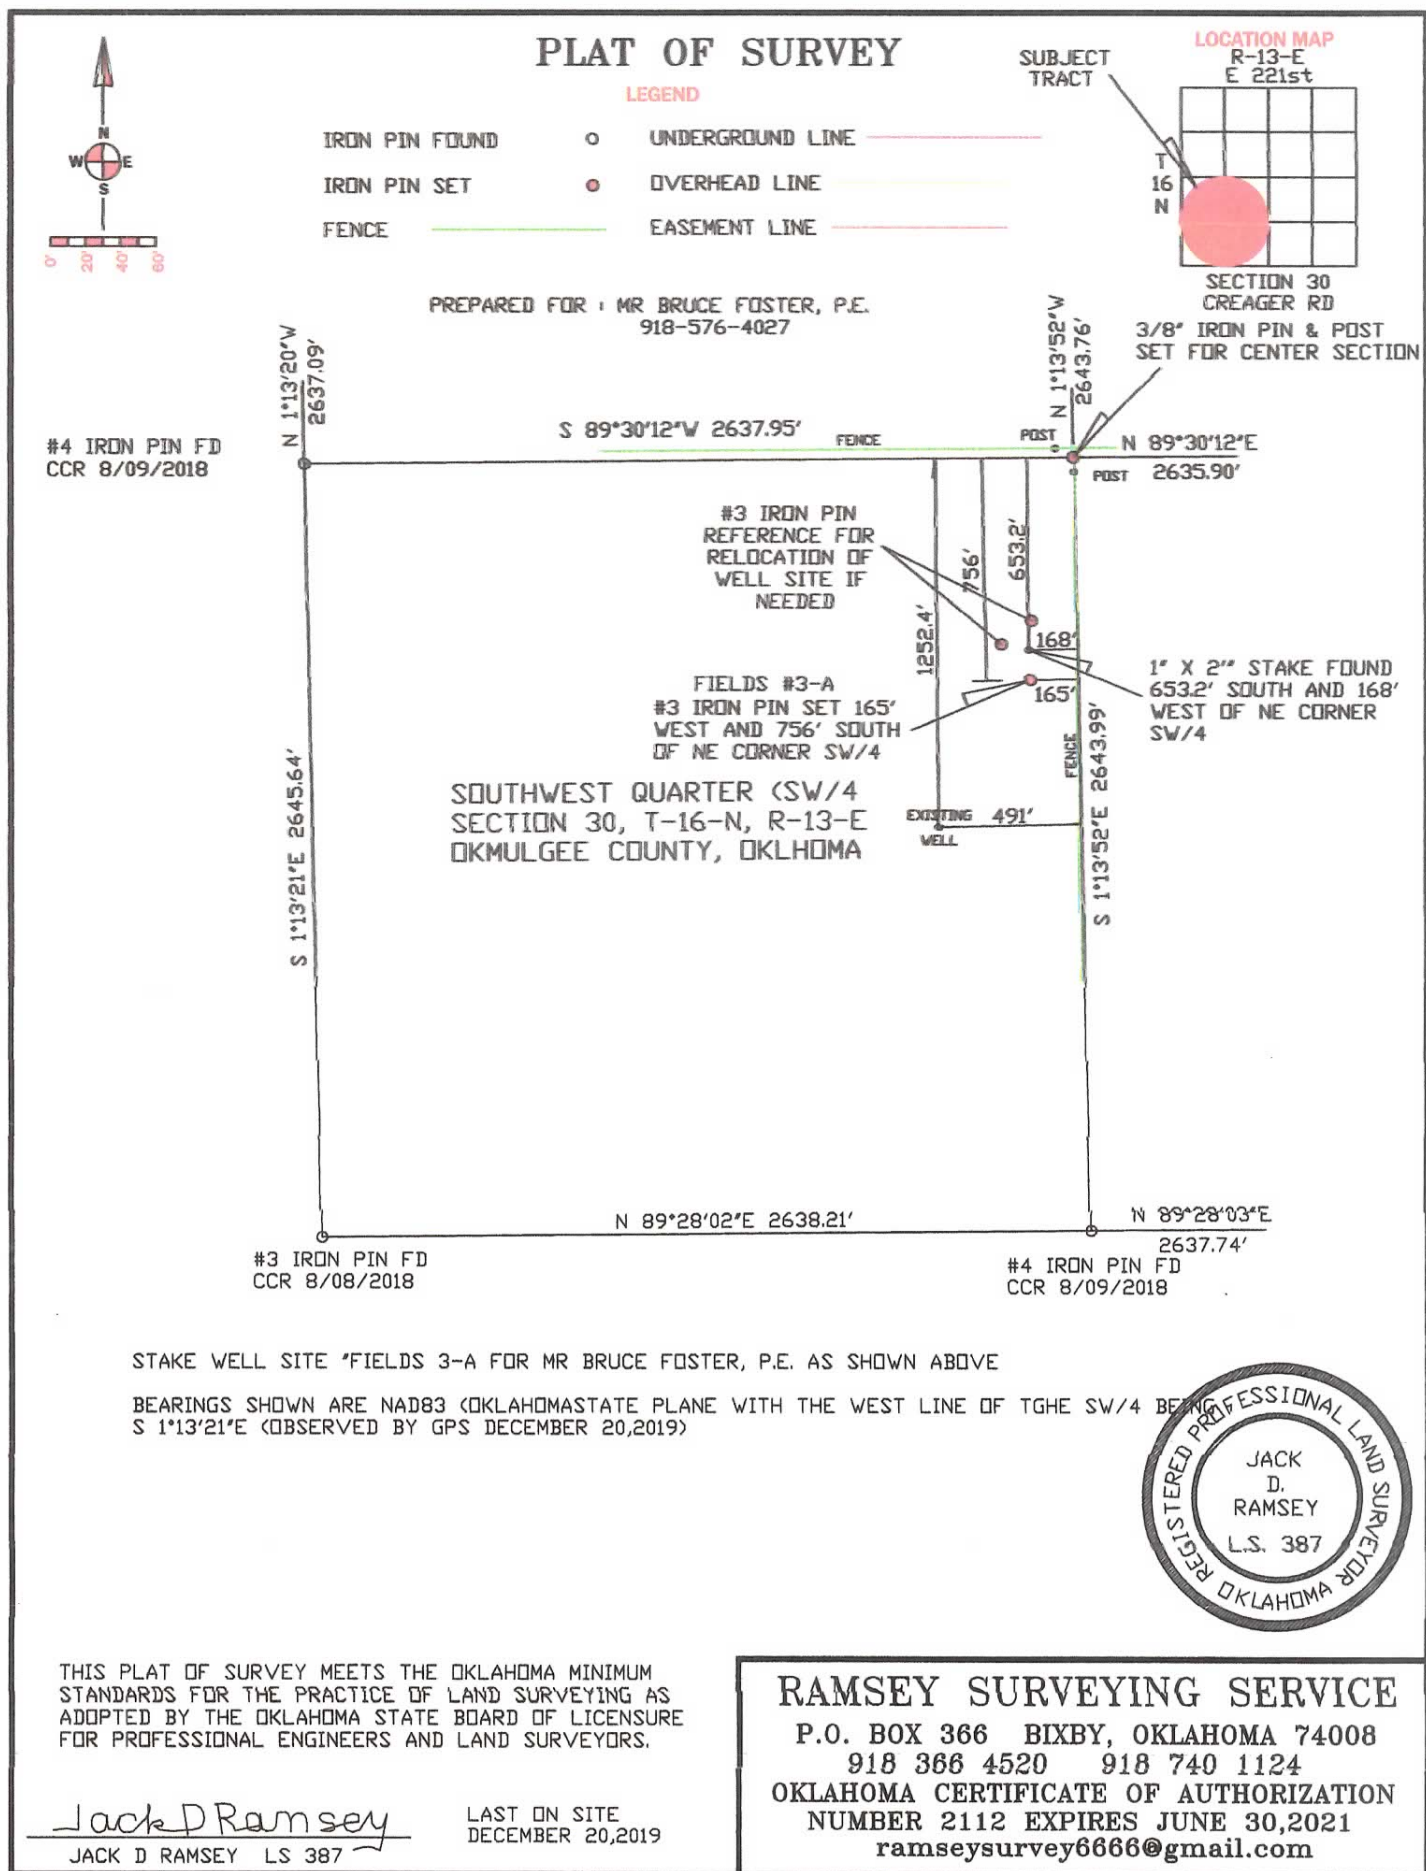 PLAT OF SURVEY
LEGEND
IRON PIN FOUND
UNDERGROUND LINE
IRON PIN SET
OVERHEAD LINE
FENCE
EASEMENT LINE
N
W E
S
0' 20' 40' 60'
LOCATION MAP
R-13-E
E 221st
SUBJECT
TRACT
T
16
N
SECTION 30
CREAGER RD
PREPARED FOR : MR BRUCE FOSTER, P.E.
918-576-4027
3/8" IRON PIN & POST
SET FOR CENTER SECTION
N 1°13'20"W
2637.09'
N 1°13'52"W
2643.76'
#4 IRON PIN FD
CCR 8/09/2018
S 89°30'12"W 2637.95'
FENCE
POST
N 89°30'12"E
2635.90'
POST
#3 IRON PIN
REFERENCE FOR
RELOCATION OF
WELL SITE IF
NEEDED
1252.4'
756'
653.2'
168'
165'
1" X 2"" STAKE FOUND
653.2' SOUTH AND 168'
WEST OF NE CORNER
SW/4
FIELDS #3-A
#3 IRON PIN SET 165'
WEST AND 756' SOUTH
OF NE CORNER SW/4
FENCE
S 1°13'52"E 2643.99'
S 1°13'21"E 2645.64'
SOUTHWEST QUARTER (SW/4
SECTION 30, T-16-N, R-13-E
OKMULGEE COUNTY, OKLHOMA
EXISTING
WELL
491'
N 89°28'02"E 2638.21'
N 89°28'03"E
2637.74'
#3 IRON PIN FD
CCR 8/08/2018
#4 IRON PIN FD
CCR 8/09/2018
STAKE WELL SITE "FIELDS 3-A FOR MR BRUCE FOSTER, P.E. AS SHOWN ABOVE
BEARINGS SHOWN ARE NAD83 (OKLAHOMASTATE PLANE WITH THE WEST LINE OF TGHE SW/4 BEING
S 1°13'21"E (OBSERVED BY GPS DECEMBER 20,2019)
REGISTERED PROFESSIONAL LAND SURVEYOR
OKLAHOMA
JACK
D.
RAMSEY
L.S. 387
THIS PLAT OF SURVEY MEETS THE OKLAHOMA MINIMUM
STANDARDS FOR THE PRACTICE OF LAND SURVEYING AS
ADOPTED BY THE OKLAHOMA STATE BOARD OF LICENSURE
FOR PROFESSIONAL ENGINEERS AND LAND SURVEYORS.
Jack D Ramsey
JACK D RAMSEY LS 387
LAST ON SITE
DECEMBER 20,2019
RAMSEY SURVEYING SERVICE
P.O. BOX 366 BIXBY, OKLAHOMA 74008
918 366 4520 918 740 1124
OKLAHOMA CERTIFICATE OF AUTHORIZATION
NUMBER 2112 EXPIRES JUNE 30,2021
ramseysurvey6666@gmail.com